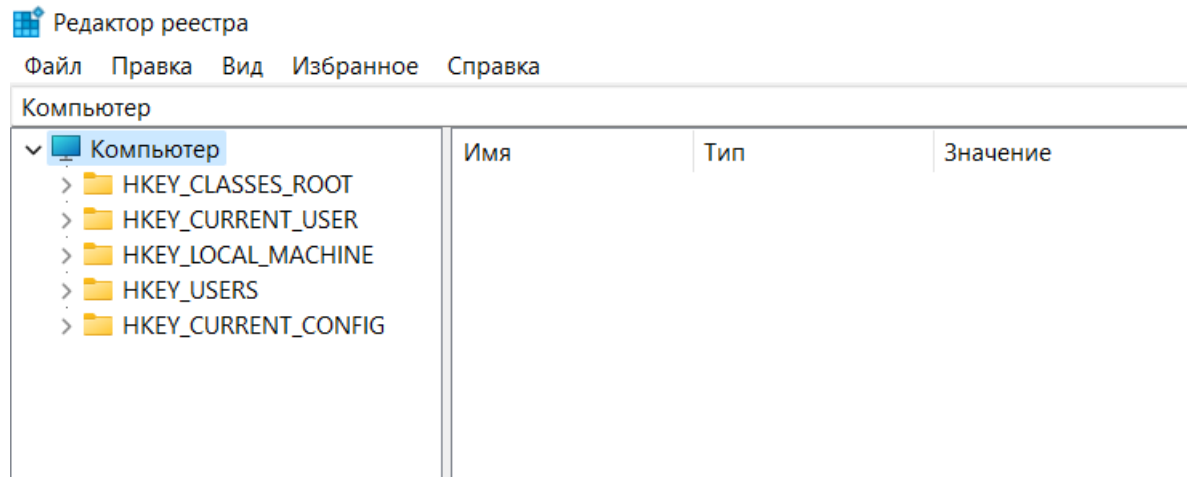 Редактор реестра
Файл Правка Вид Избранное Справка
Компьютер
Компьютер Имя Тип Значение
HKEY_CLASSES_ROOT
HKEY_CURRENT_USER
HKEY_LOCAL_MACHINE
HKEY_USERS
HKEY_CURRENT_CONFIG